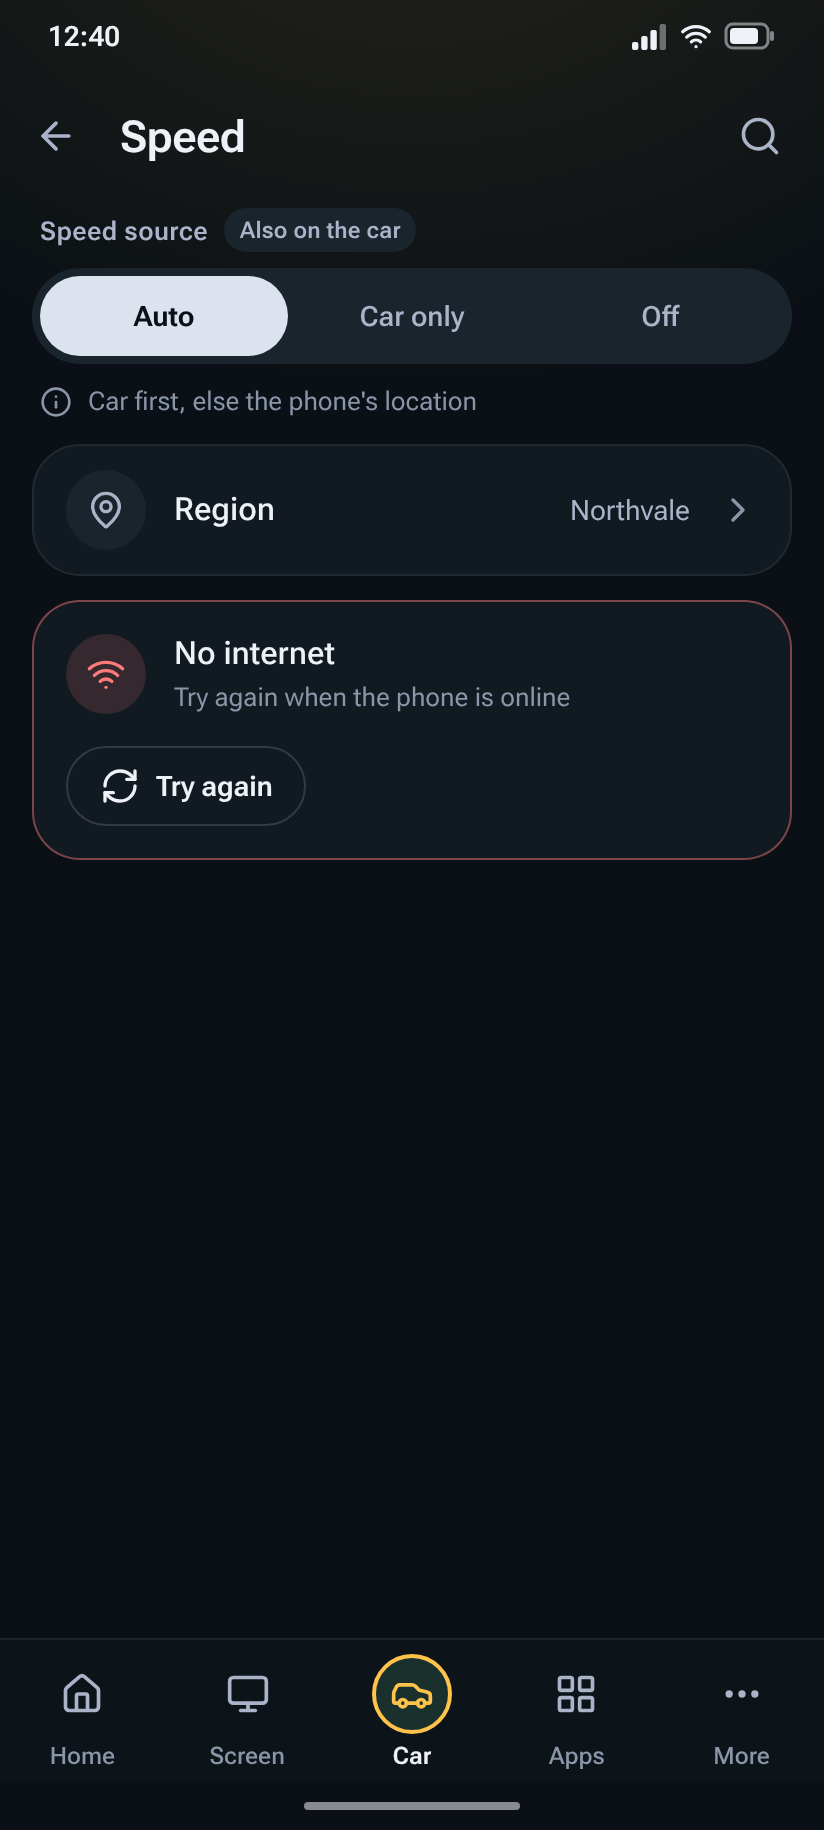 12:40
Speed
Speed source
Also on the car
Auto
Car only
Off
Car first, else the phone's location
Region
Northvale
No internet
Try again when the phone is online
Try again
Home
Screen
Car
Apps
More